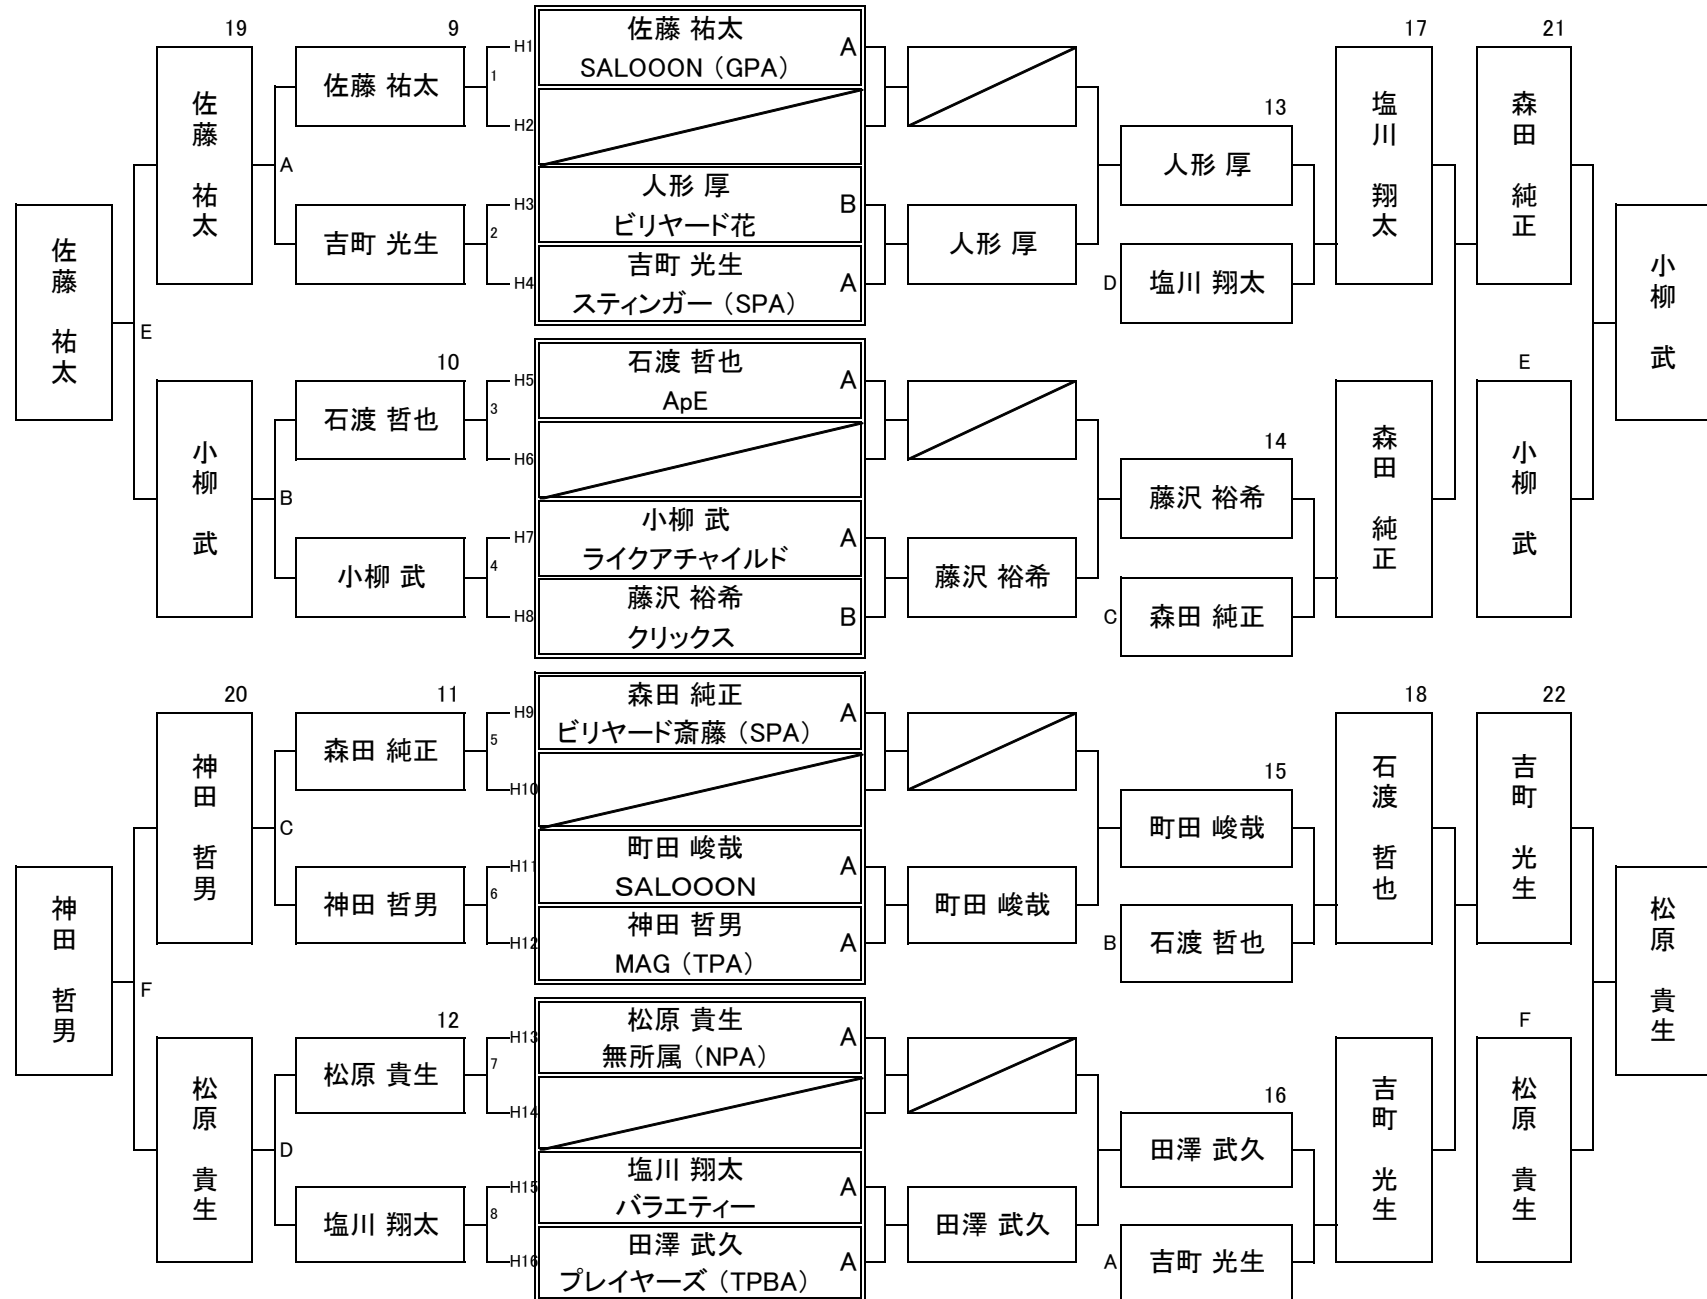 19
9
17
21
佐藤 祐太
佐藤 祐太
H1
1
H2
佐藤 祐太
A
SALOOON（GPA）
13
塩川 翔太
森田 純正
A
人形 厚
吉町 光生
H3
2
H4
人形 厚
B
ビリヤード花
人形 厚
吉町 光生
A
スティンガー（SPA）
D
塩川 翔太
佐藤 祐太
E
小柳 武
10
E
小柳 武
石渡 哲也
H5
3
H6
石渡 哲也
A
ApE
14
森田 純正
小柳 武
B
藤沢 裕希
小柳 武
H7
4
H8
小柳 武
A
ライクアチャイルド
藤沢 裕希
藤沢 裕希
B
クリックス
C
森田 純正
20
11
18
22
神田 哲男
森田 純正
H9
5
H10
森田 純正
A
ビリヤード斎藤（SPA）
15
石渡 哲也
吉町 光生
C
町田 峻哉
神田 哲男
H11
6
H12
町田 峻哉
A
SALOOON
町田 峻哉
神田 哲男
A
MAG（TPA）
B
石渡 哲也
神田 哲男
F
松原 貴生
12
F
松原 貴生
松原 貴生
H13
7
H14
松原 貴生
A
無所属（NPA）
16
吉町 光生
松原 貴生
D
田澤 武久
塩川 翔太
H15
8
H16
塩川 翔太
A
バラエティー
田澤 武久
田澤 武久
A
プレイヤーズ（TPBA）
A
吉町 光生